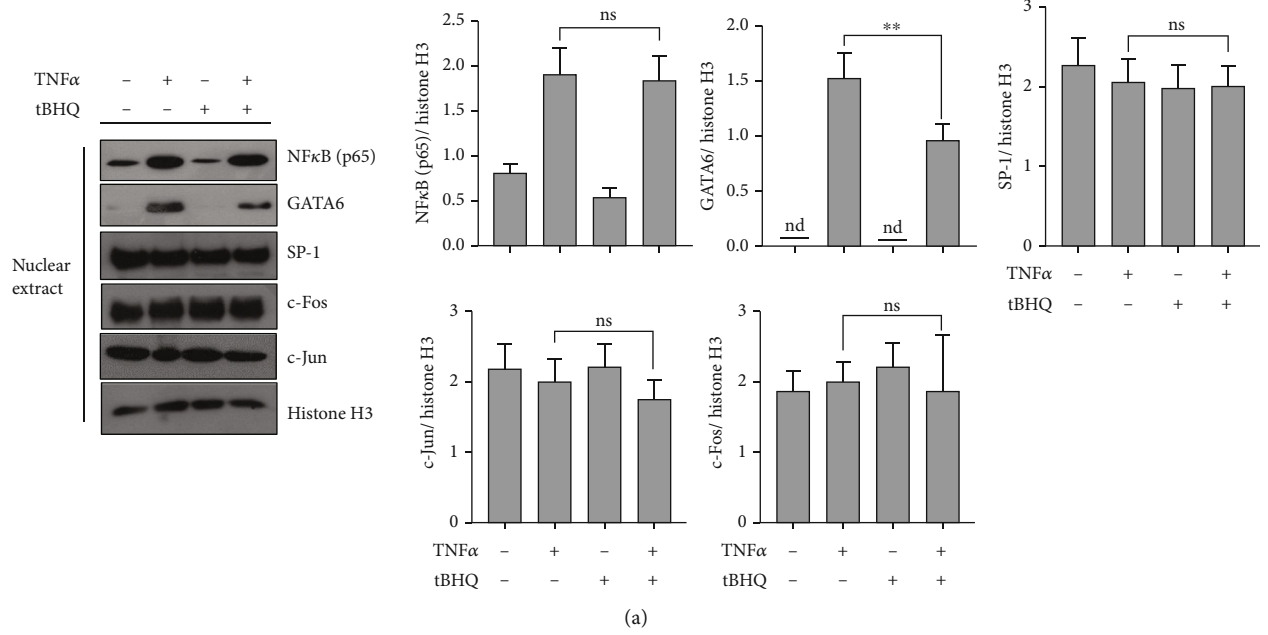 TNFα – + – +
tBHQ – – + +
Nuclear
extract
NFκB (p65)
GATA6
SP-1
c-Fos
c-Jun
Histone H3
NFκB (p65)/ histone H3
2.5
2.0
1.5
1.0
0.5
0.0
ns
GATA6/ histone H3
2.0
1.5
1.0
0.5
0.0
nd
nd
**
SP-1/ histone H3
3
2
1
0
ns
TNFα – + – +
tBHQ – – + +
c-Jun/ histone H3
3
2
1
0
ns
TNFα – + – +
tBHQ – – + +
c-Fos/ histone H3
3
2
1
0
ns
TNFα – + – +
tBHQ – – + +
(a)